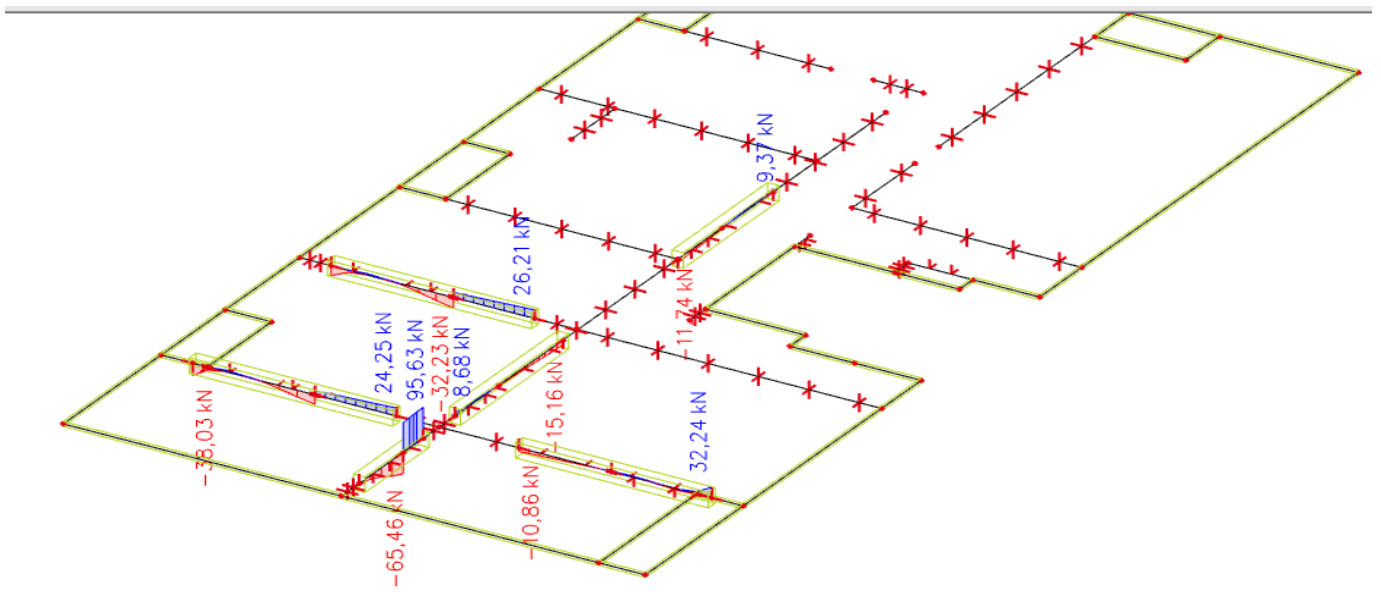 9,37 kN
26,21 kN
-11,74 kN
24,25 kN
95,63 kN
-32,23 kN
8,68 kN
-15,16 kN
32,24 kN
-38,03 kN
-65,46 kN
-10,86 kN